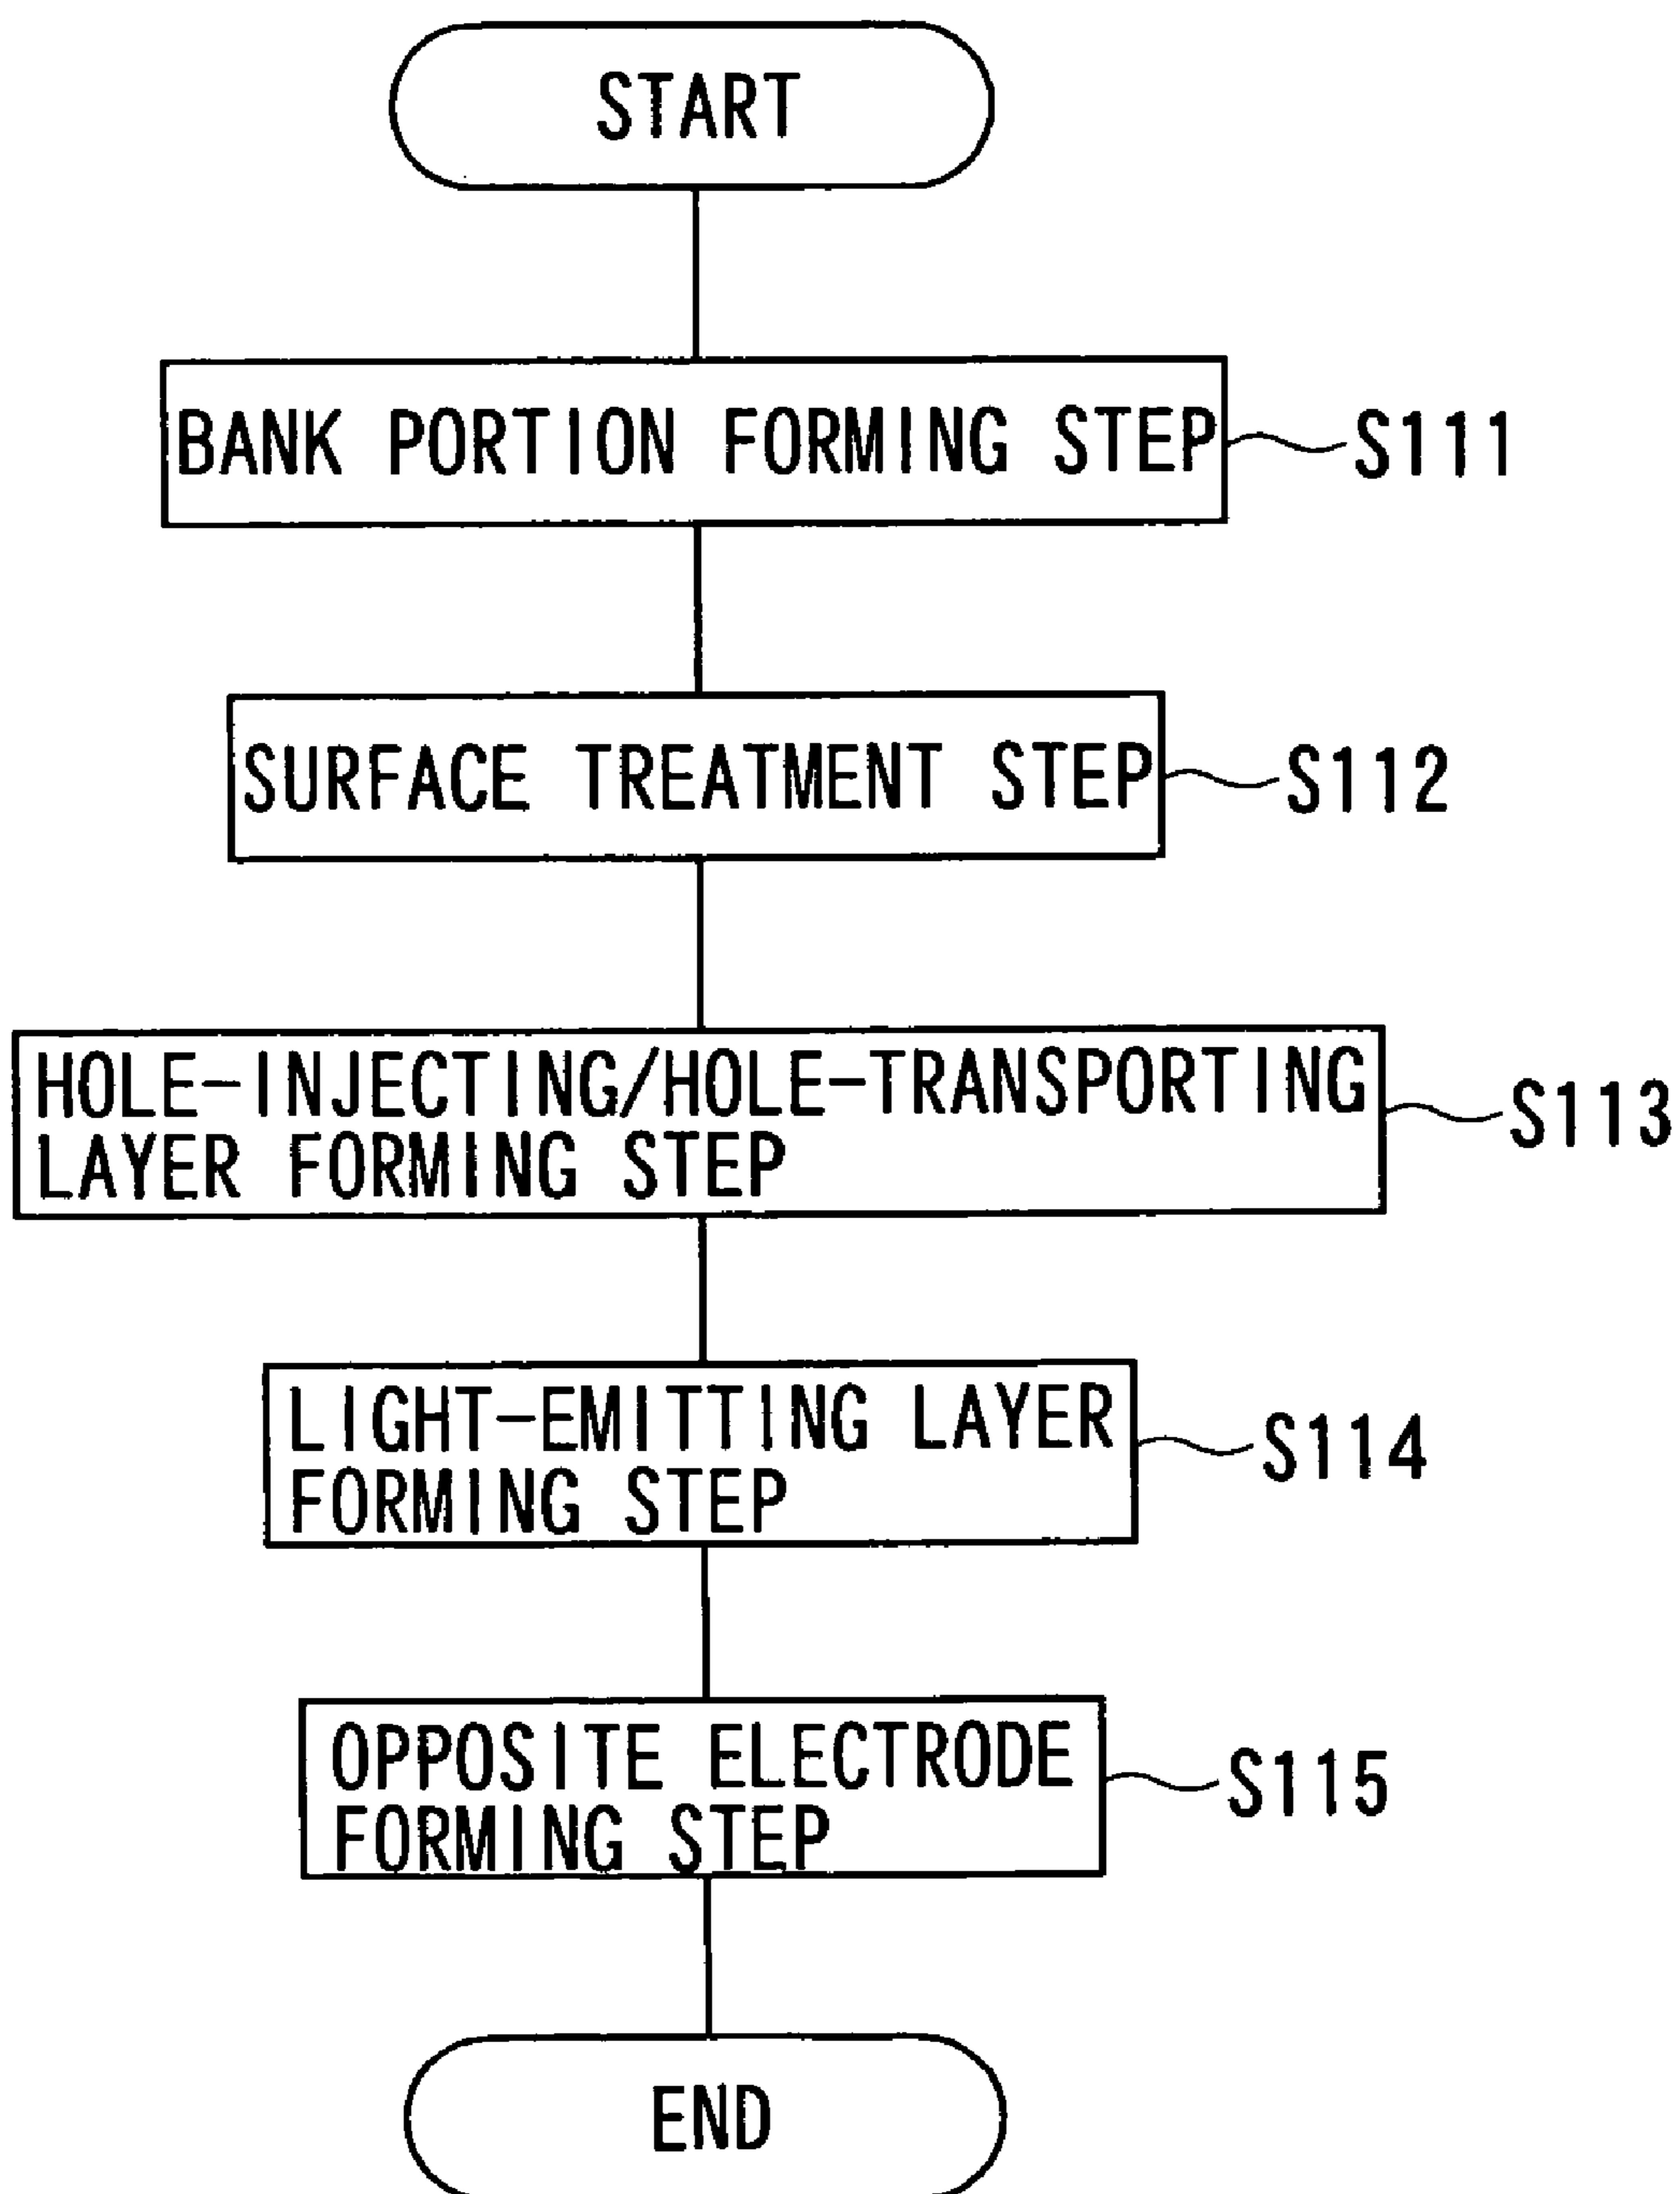 START
BANK PORTION FORMING STEP
S111
SURFACE TREATMENT STEP
S112
HOLE-INJECTING/HOLE-TRANSPORTING
LAYER FORMING STEP
S113
LIGHT-EMITTING LAYER
FORMING STEP
S114
OPPOSITE ELECTRODE
FORMING STEP
S115
END